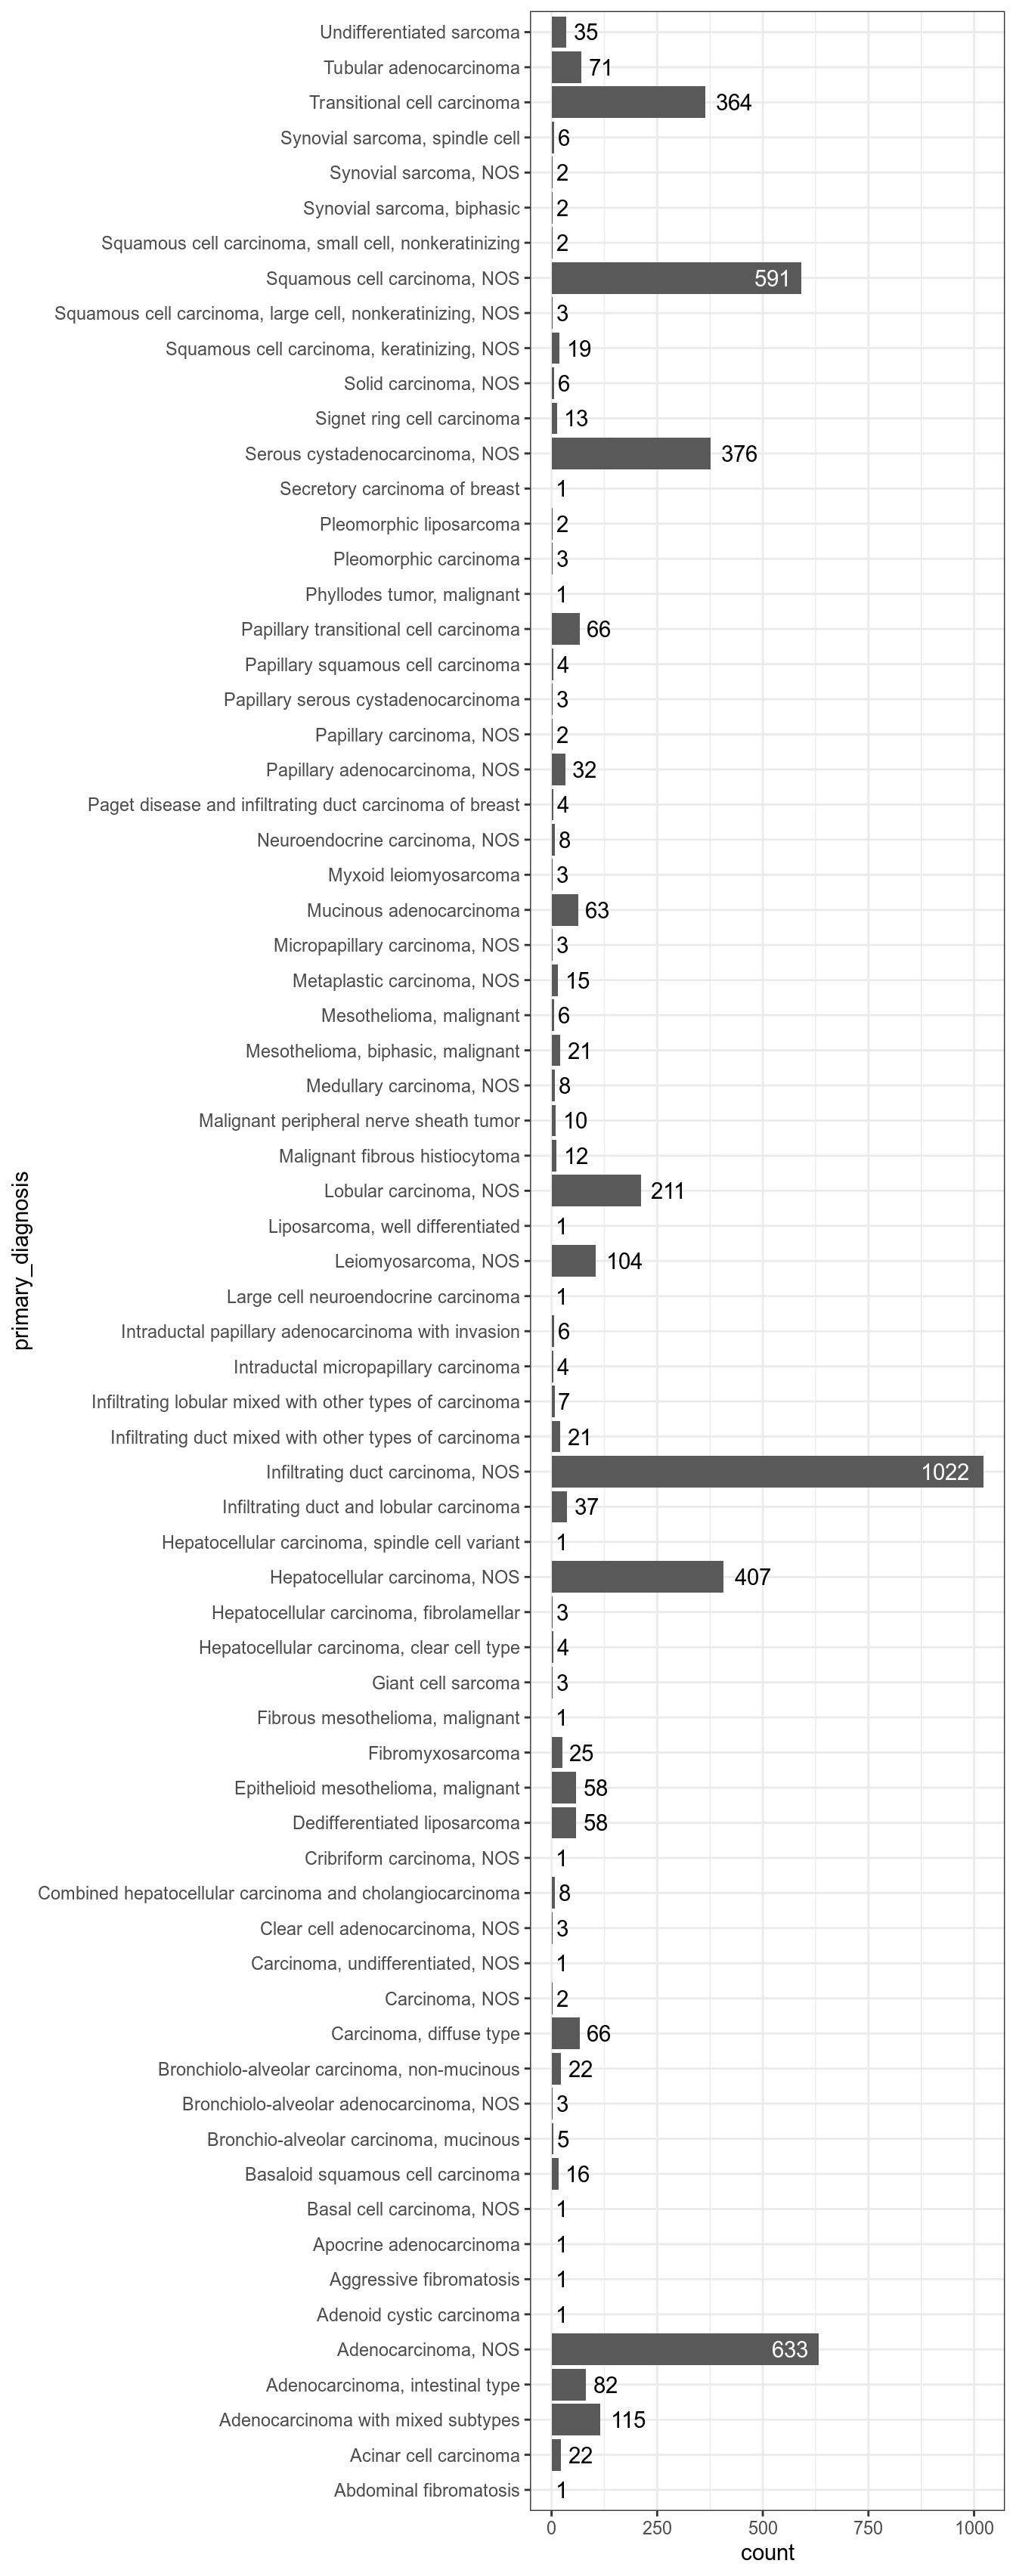 Undifferentiated sarcoma 35
Tubular adenocarcinoma 71
Transitional cell carcinoma 364
Synovial sarcoma, spindle cell 6
Synovial sarcoma, NOS 2
Synovial sarcoma, biphasic 2
Squamous cell carcinoma, small cell, nonkeratinizing 2
Squamous cell carcinoma, NOS 591
Squamous cell carcinoma, large cell, nonkeratinizing, NOS 3
Squamous cell carcinoma, keratinizing, NOS 19
Solid carcinoma, NOS 6
Signet ring cell carcinoma 13
Serous cystadenocarcinoma, NOS 376
Secretory carcinoma of breast 1
Pleomorphic liposarcoma 2
Pleomorphic carcinoma 3
Phyllodes tumor, malignant 1
Papillary transitional cell carcinoma 66
Papillary squamous cell carcinoma 4
Papillary serous cystadenocarcinoma 3
Papillary carcinoma, NOS 2
Papillary adenocarcinoma, NOS 32
Paget disease and infiltrating duct carcinoma of breast 4
Neuroendocrine carcinoma, NOS 8
Myxoid leiomyosarcoma 3
Mucinous adenocarcinoma 63
Micropapillary carcinoma, NOS 3
Metaplastic carcinoma, NOS 15
Mesothelioma, malignant 6
Mesothelioma, biphasic, malignant 21
Medullary carcinoma, NOS 8
Malignant peripheral nerve sheath tumor 10
Malignant fibrous histiocytoma 12
Lobular carcinoma, NOS 211
Liposarcoma, well differentiated 1
Leiomyosarcoma, NOS 104
Large cell neuroendocrine carcinoma 1
Intraductal papillary adenocarcinoma with invasion 6
Intraductal micropapillary carcinoma 4
Infiltrating lobular mixed with other types of carcinoma 7
Infiltrating duct mixed with other types of carcinoma 21
Infiltrating duct carcinoma, NOS 1022
Infiltrating duct and lobular carcinoma 37
Hepatocellular carcinoma, spindle cell variant 1
Hepatocellular carcinoma, NOS 407
Hepatocellular carcinoma, fibrolamellar 3
Hepatocellular carcinoma, clear cell type 4
Giant cell sarcoma 3
Fibrous mesothelioma, malignant 1
Fibromyxosarcoma 25
Epithelioid mesothelioma, malignant 58
Dedifferentiated liposarcoma 58
Cribriform carcinoma, NOS 1
Combined hepatocellular carcinoma and cholangiocarcinoma 8
Clear cell adenocarcinoma, NOS 3
Carcinoma, undifferentiated, NOS 1
Carcinoma, NOS 2
Carcinoma, diffuse type 66
Bronchiolo-alveolar carcinoma, non-mucinous 22
Bronchiolo-alveolar adenocarcinoma, NOS 3
Bronchio-alveolar carcinoma, mucinous 5
Basaloid squamous cell carcinoma 16
Basal cell carcinoma, NOS 1
Apocrine adenocarcinoma 1
Aggressive fibromatosis 1
Adenoid cystic carcinoma 1
Adenocarcinoma, NOS 633
Adenocarcinoma, intestinal type 82
Adenocarcinoma with mixed subtypes 115
Acinar cell carcinoma 22
Abdominal fibromatosis 1
0 250 500 750 1000
count
primary_diagnosis